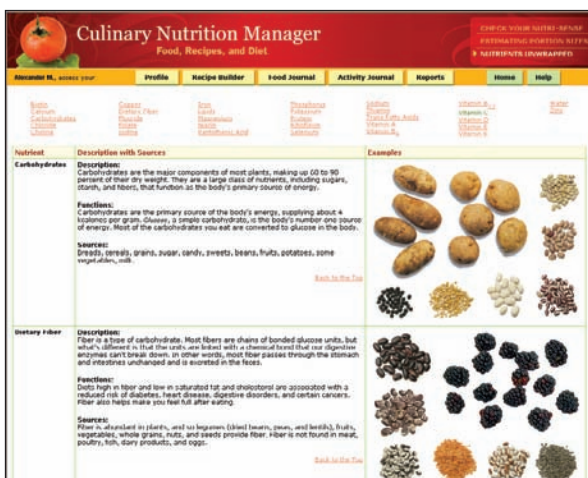 Culinary Nutrition Manager
Food, Recipes, and Diet
CHECK YOUR NUTRI-SENSE
ESTIMATING PORTION SIZES
NUTRIENTS UNWRAPPED
Alexander M., access your
Profile
Recipe Builder
Food Journal
Activity Journal
Reports
Home
Help
Biotin Copper Iron Phosphorus Sodium Vitamin B12 Water
Calcium Dietary Fiber Lipids Potassium Thiamin Vitamin C Zinc
Carbohydrates Fluoride Magnesium Protein Trans Fatty Acids Vitamin D
Chloride Folate Niacin Riboflavin Vitamin A Vitamin E
Choline Iodine Pantothenic Acid Selenium Vitamin B6 Vitamin K
Nutrient Description with Sources Examples
Carbohydrates
Description:
Carbohydrates are the major components of most plants, making up 60 to 90
percent of their dry weight. They are a large class of nutrients, including sugars,
starch, and fibers, that function as the body's primary source of energy.
Functions:
Carbohydrates are the primary source of the body's energy, supplying about 4
kcalories per gram. Glucose, a simple carbohydrate, is the body's number one source
of energy. Most of the carbohydrates you eat are converted to glucose in the body.
Sources:
Breads, cereals, grains, sugar, candy, sweets, beans, fruits, potatoes, some
vegetables, milk.
Back to the Top
Dietary Fiber
Description:
Fiber is a type of carbohydrate. Most fibers are chains of bonded glucose units, but
what's different is that the units are linked with a chemical bond that our digestive
enzymes can't break down. In other words, most fiber passes through the stomach
and intestines unchanged and is excreted in the feces.
Functions:
Diets high in fiber and low in saturated fat and cholesterol are associated with a
reduced risk of diabetes, heart disease, digestive disorders, and certain cancers.
Fiber also helps make you feel full after eating.
Sources:
Fiber is abundant in plants, and so legumes (dried beans, peas, and lentils), fruits,
vegetables, whole grains, nuts, and seeds provide fiber. Fiber is not found in meat,
poultry, fish, dairy products, and eggs.
Back to the Top